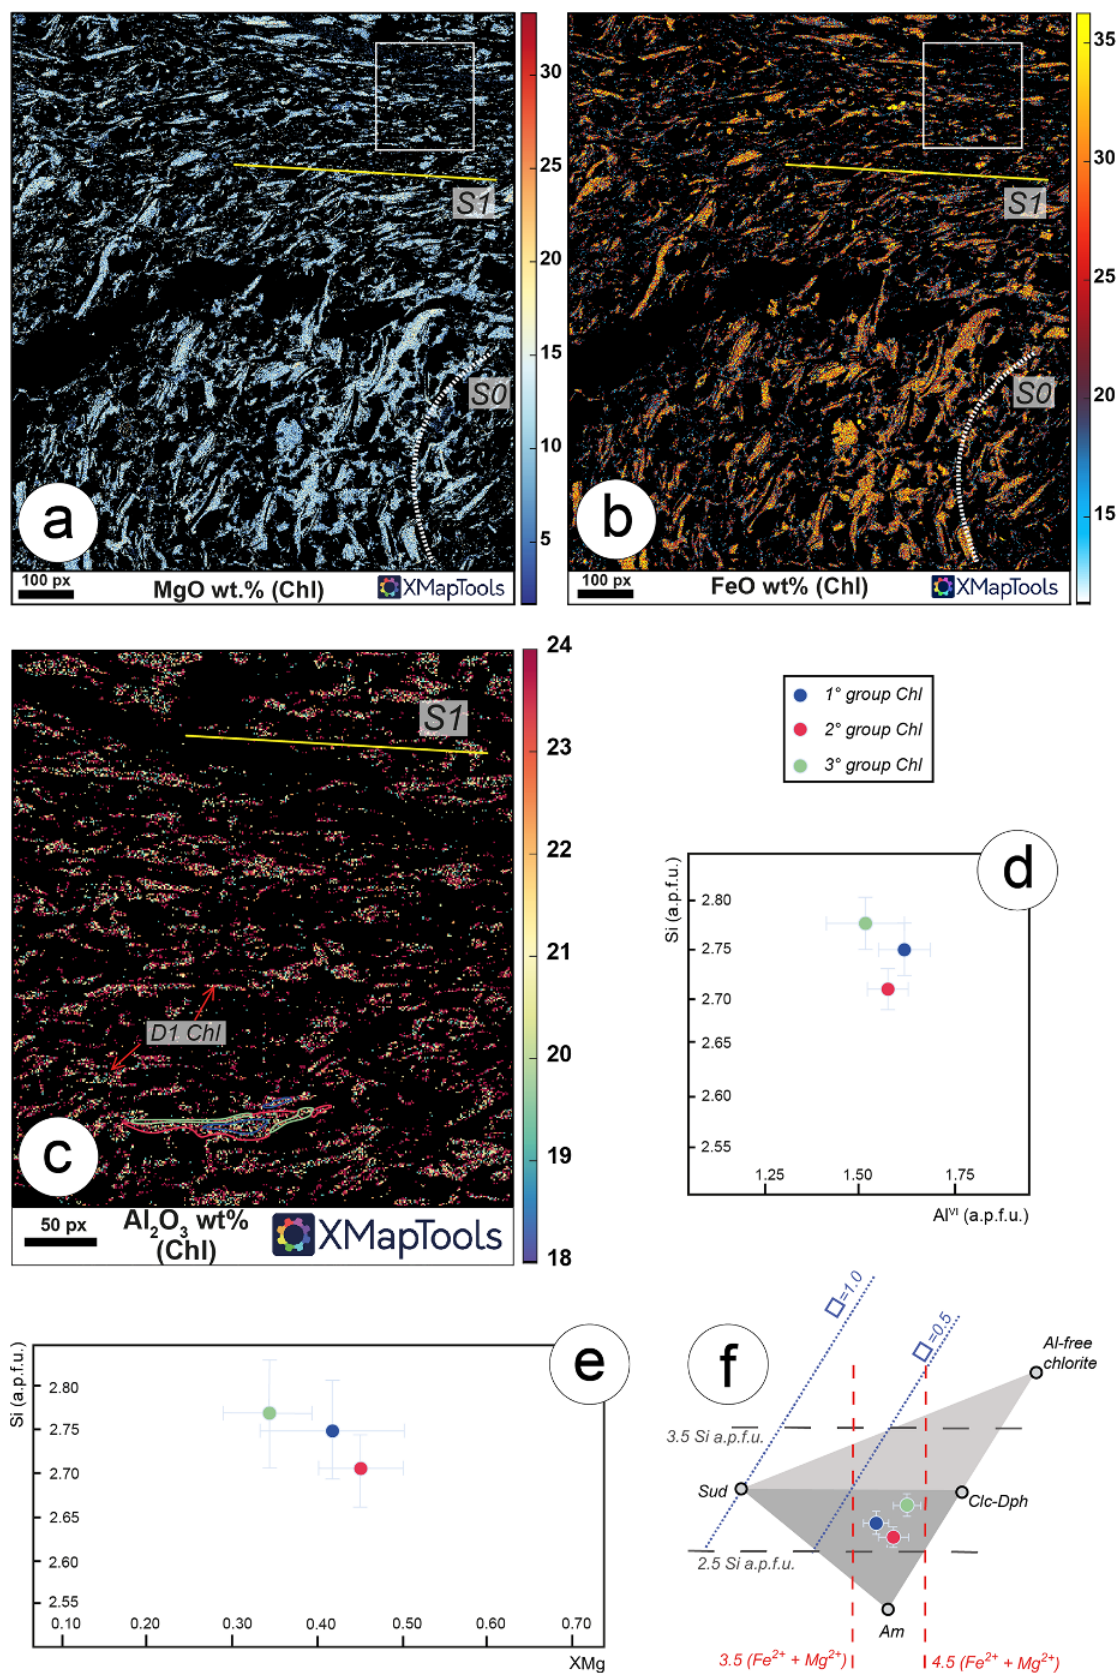 30
25
20
15
10
5
S1
S0
a
100 px
MgO wt.% (Chl)
XMapTools
35
30
25
20
15
S1
S0
b
100 px
FeO wt% (Chl)
XMapTools
24
23
22
21
20
19
18
S1
D1 Chl
c
50 px
Al2O3 wt%
(Chl)
XMapTools
1° group Chl
2° group Chl
3° group Chl
d
Si (a.p.f.u.)
2.80
2.75
2.70
2.65
2.60
2.55
1.25
1.50
1.75
AlVI (a.p.f.u.)
e
Si (a.p.f.u.)
2.80
2.75
2.70
2.65
2.60
2.55
0.10
0.20
0.30
0.40
0.50
0.60
0.70
XMg
f
□=1.0
□=0.5
Al-free
chlorite
3.5 Si a.p.f.u.
Sud
Clc-Dph
2.5 Si a.p.f.u.
Am
3.5 (Fe2+ + Mg2+)
4.5 (Fe2+ + Mg2+)